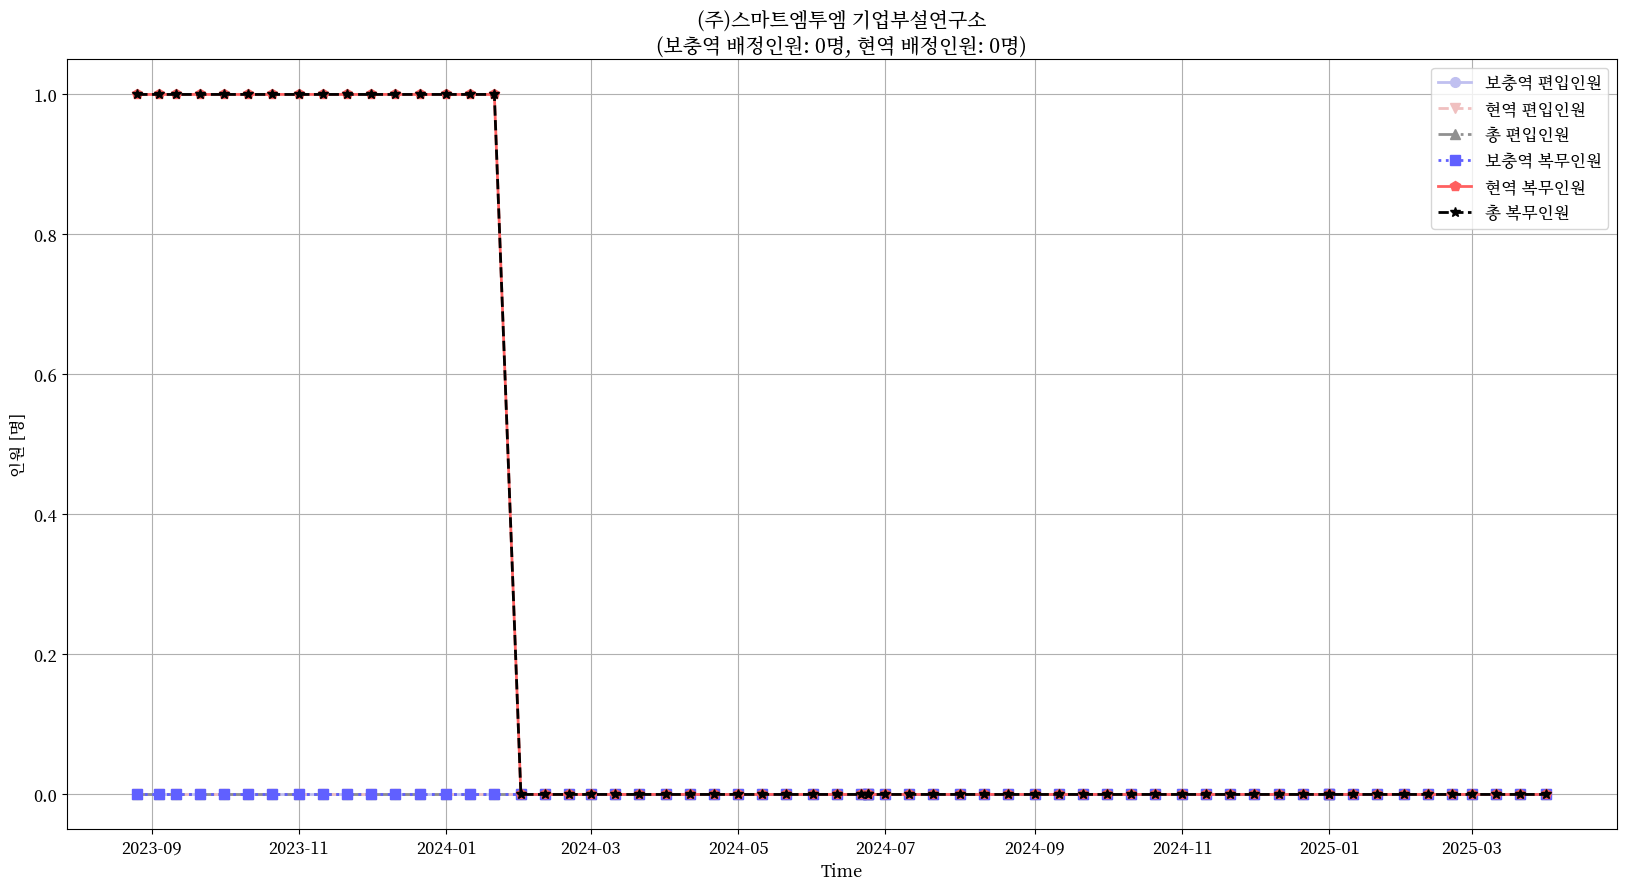 (주)스마트엠투엠 기업부설연구소
(보충역 배정인원: 0명, 현역 배정인원: 0명)
보충역 편입인원
현역 편입인원
총 편입인원
보충역 복무인원
현역 복무인원
총 복무인원
1.0
0.8
0.6
0.4
0.2
0.0
인원 [명]
2023-09
2023-11
2024-01
2024-03
2024-05
2024-07
2024-09
2024-11
2025-01
2025-03
Time